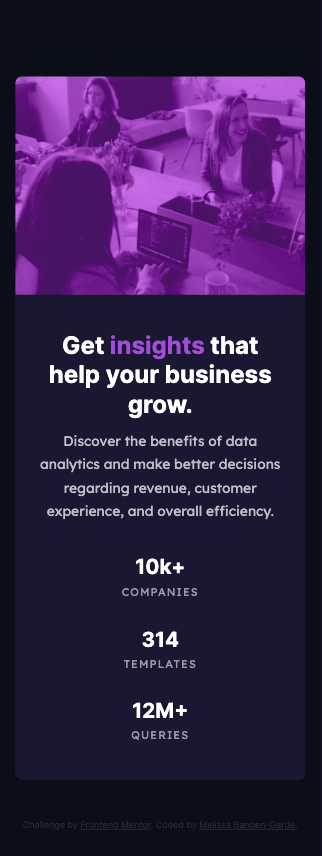 Get insights that
help your business
grow.
Discover the benefits of data
analytics and make better decisions
regarding revenue, customer
experience, and overall efficiency.
10k+
COMPANIES
314
TEMPLATES
12M+
QUERIES
Challenge by Frontend Mentor. Coded by Melissa Banoen-Garde.